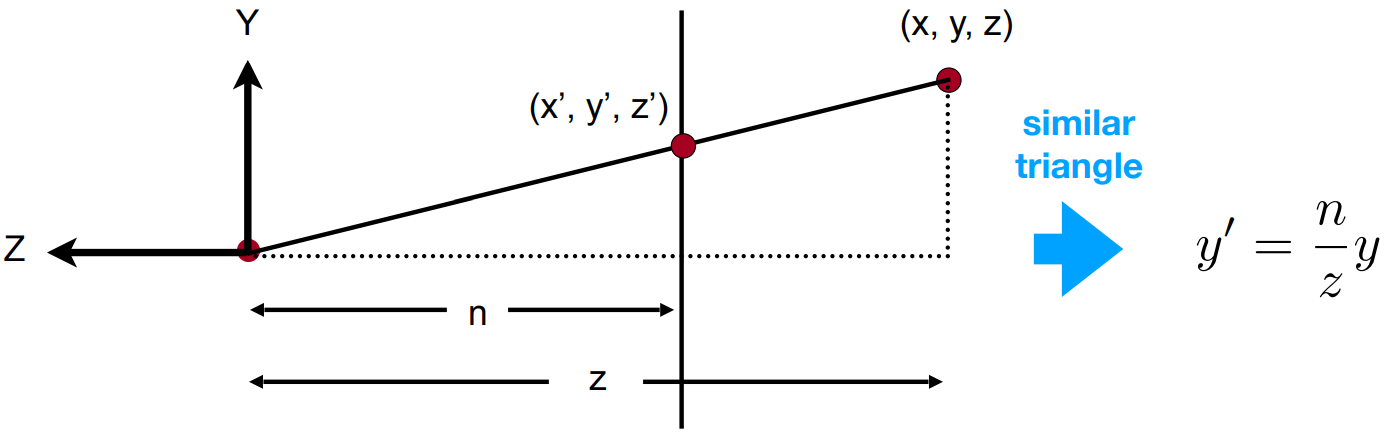 Y
(x, y, z)
(x’, y’, z’)
similar
triangle
Z
y′ = n/z y
n
z